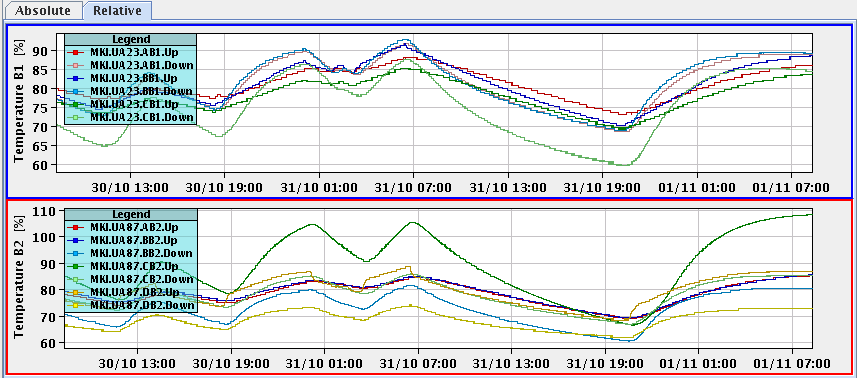 Absolute Relative
Temperature B1 [%]
90
85
80
75
70
65
60
Legend
MKI.UA23.AB1.Up
MKI.UA23.AB1.Down
MKI.UA23.BB1.Up
MKI.UA23.BB1.Down
MKI.UA23.CB1.Up
MKI.UA23.CB1.Down
30/10 13:00 30/10 19:00 31/10 01:00 31/10 07:00 31/10 13:00 31/10 19:00 01/11 01:00 01/11 07:00
Temperature B2 [%]
110
100
90
80
70
60
Legend
MKI.UA87.AB2.Up
MKI.UA87.BB2.Up
MKI.UA87.BB2.Down
MKI.UA87.CB2.Up
MKI.UA87.CB2.Down
MKI.UA87.DB2.Up
MKI.UA87.DB2.Down
30/10 13:00 30/10 19:00 31/10 01:00 31/10 07:00 31/10 13:00 31/10 19:00 01/11 01:00 01/11 07:00